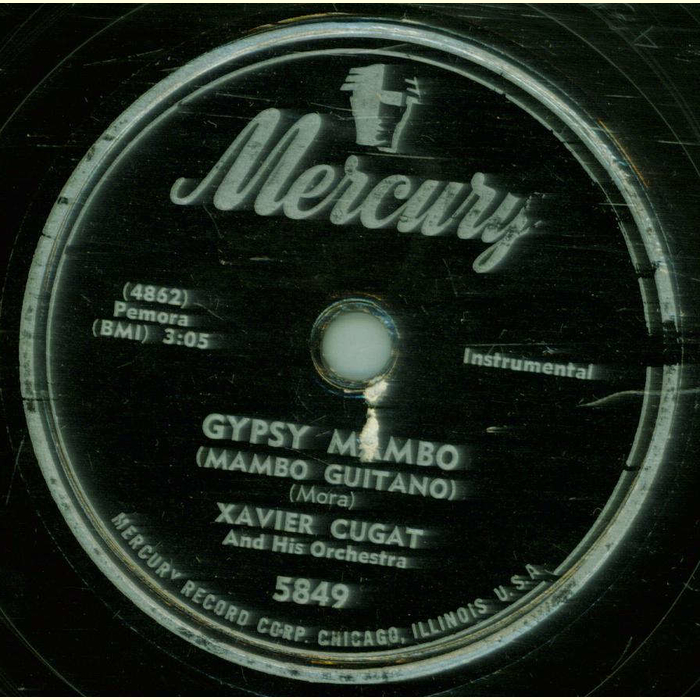 Mercury
(4862)
Pemora
(BMI) 3:05
Instrumental
GYPSY MAMBO
(MAMBO GUITANO)
(Mora)
XAVIER CUGAT
And His Orchestra
5849
MERCURY RECORD CORP. CHICAGO, ILLINOIS U.S.A